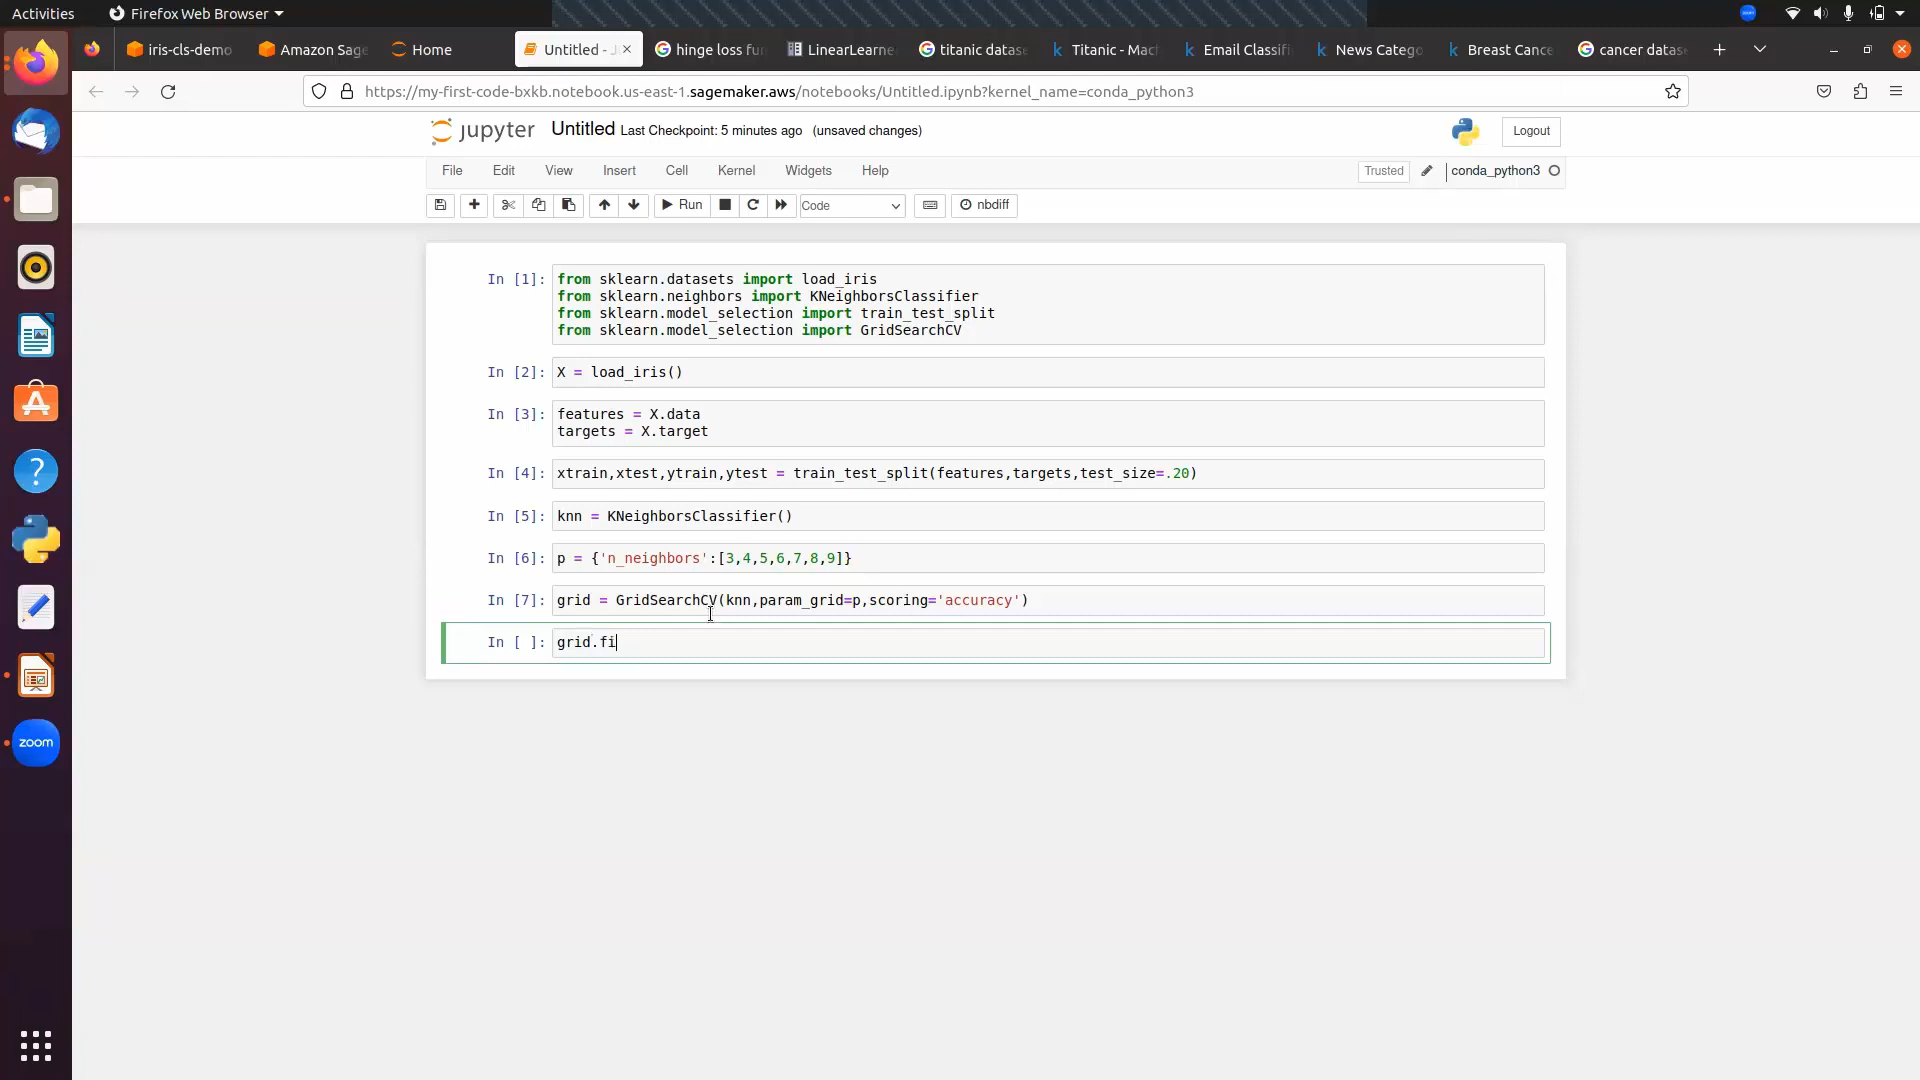 Activities
Firefox Web Browser
iris-cls-demo
Amazon Sage
Home
Untitled - J
hinge loss fu
LinearLearne
titanic datas
Titanic - Mac
Email Classifi
News Catego
Breast Cance
cancer datas
https://my-first-code-bxkb.notebook.us-east-1.sagemaker.aws/notebooks/Untitled.ipynb?kernel_name=conda_python3
jupyter Untitled Last Checkpoint: 5 minutes ago (unsaved changes)
Logout
File Edit View Insert Cell Kernel Widgets Help
Trusted
conda_python3
Run
Code
nbdiff
In [1]: from sklearn.datasets import load_iris
from sklearn.neighbors import KNeighborsClassifier
from sklearn.model_selection import train_test_split
from sklearn.model_selection import GridSearchCV
In [2]: X = load_iris()
In [3]: features = X.data
targets = X.target
In [4]: xtrain,xtest,ytrain,ytest = train_test_split(features,targets,test_size=.20)
In [5]: knn = KNeighborsClassifier()
In [6]: p = {'n_neighbors':[3,4,5,6,7,8,9]}
In [7]: grid = GridSearchCV(knn,param_grid=p,scoring='accuracy')
In [ ]: grid.fi
zoom